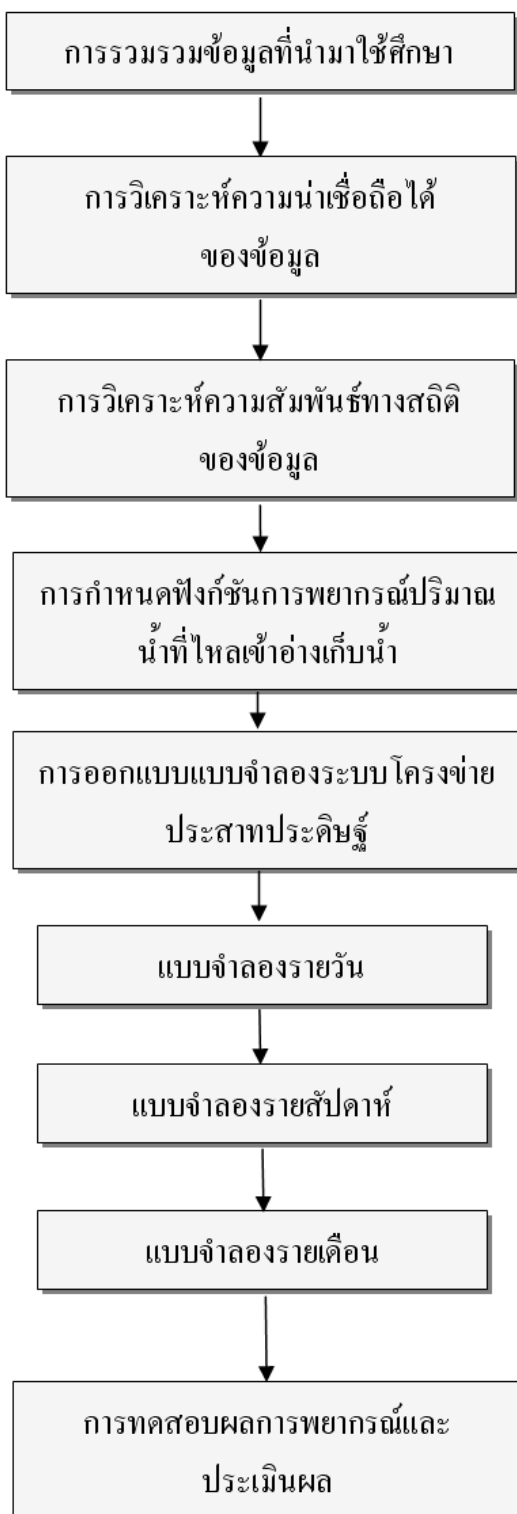 การรวมรวมข้อมูลที่นำมาใช้ศึกษา
การวิเคราะห์ความน่าเชื่อถือได้
ของข้อมูล
การวิเคราะห์ความสัมพันธ์ทางสถิติ
ของข้อมูล
การกำหนดฟังก์ชันการพยากรณ์ปริมาณ
น้ำที่ไหลเข้าอ่างเก็บน้ำ
การออกแบบแบบจำลองระบบโครงข่าย
ประสาทประดิษฐ์
แบบจำลองรายวัน
แบบจำลองรายสัปดาห์
แบบจำลองรายเดือน
การทดสอบผลการพยากรณ์และ
ประเมินผล